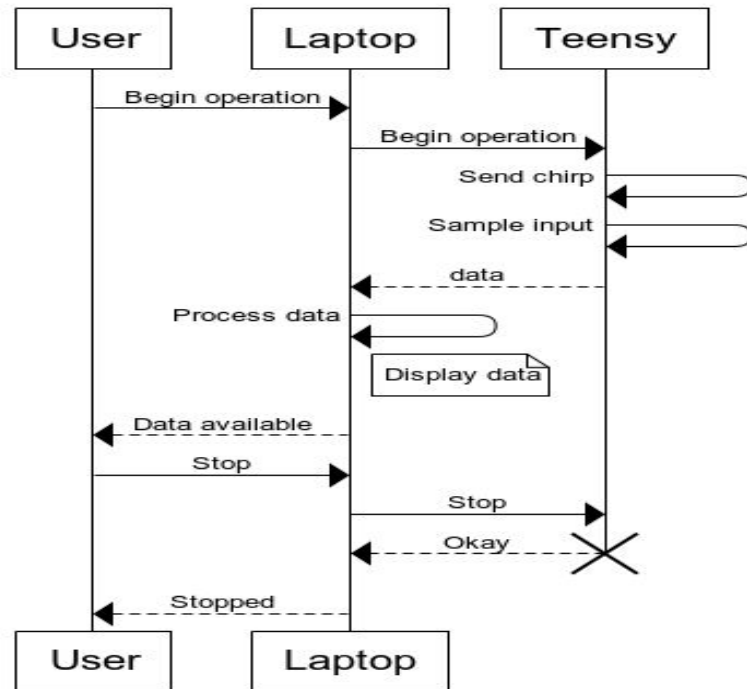 User
Laptop
Teensy
Begin operation
Begin operation
Send chirp
Sample input
data
Process data
Display data
Data available
Stop
Stop
Okay
Stopped
User
Laptop